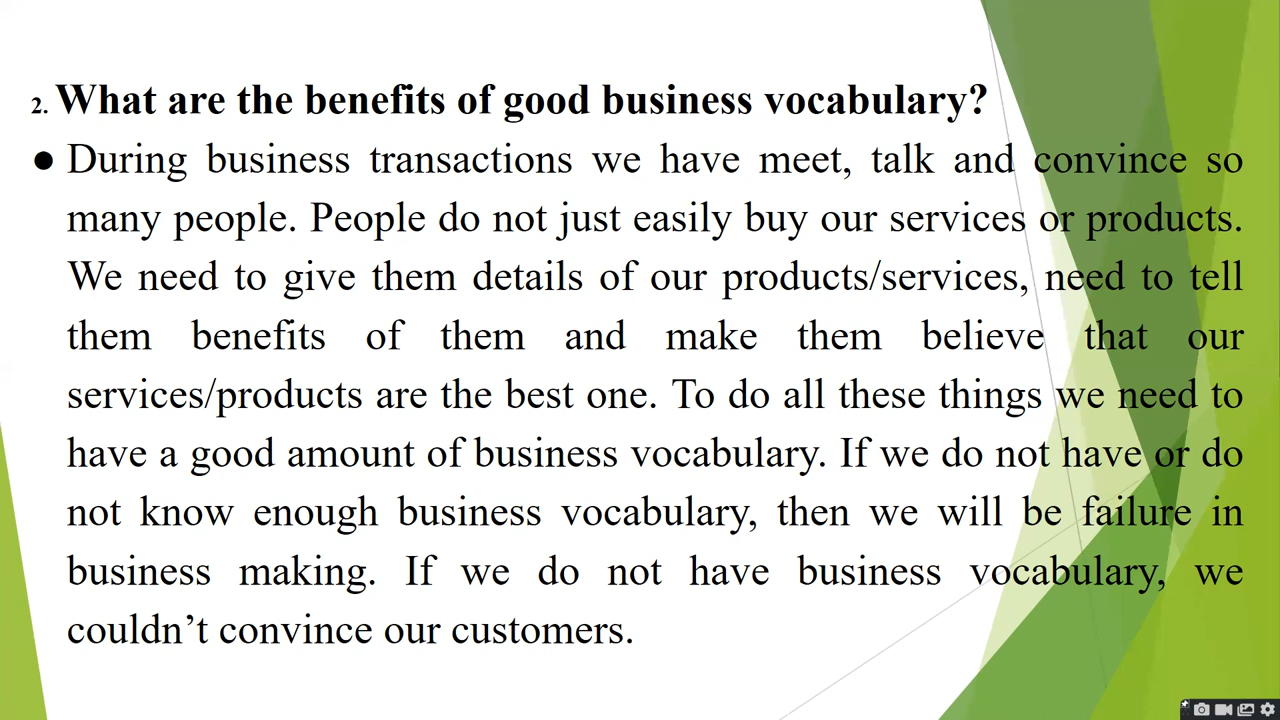 2. What are the benefits of good business vocabulary?
● During business transactions we have meet, talk and convince so
many people. People do not just easily buy our services or products.
We need to give them details of our products/services, need to tell
them benefits of them and make them believe that our
services/products are the best one. To do all these things we need to
have a good amount of business vocabulary. If we do not have or do
not know enough business vocabulary, then we will be failure in
business making. If we do not have business vocabulary, we
couldn’t convince our customers.